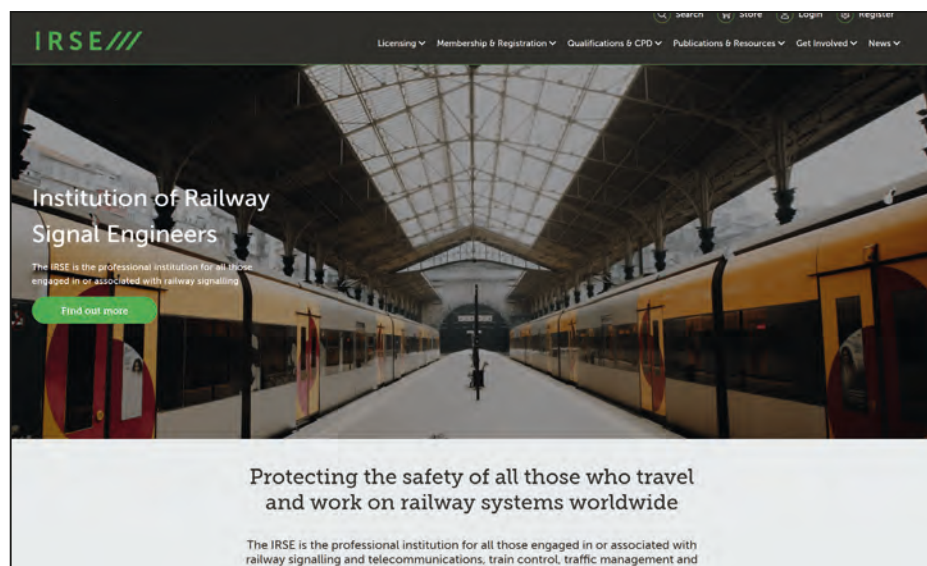 Search Store Login Register
IRSE///
Licensing Membership & Registration Qualifications & CPD Publications & Resources Get Involved News
Institution of Railway
Signal Engineers
The IRSE is the professional institution for all those
engaged in or associated with railway signalling
Find out more
Protecting the safety of all those who travel
and work on railway systems worldwide
The IRSE is the professional institution for all those engaged in or associated with
railway signalling and telecommunications, train control, traffic management and